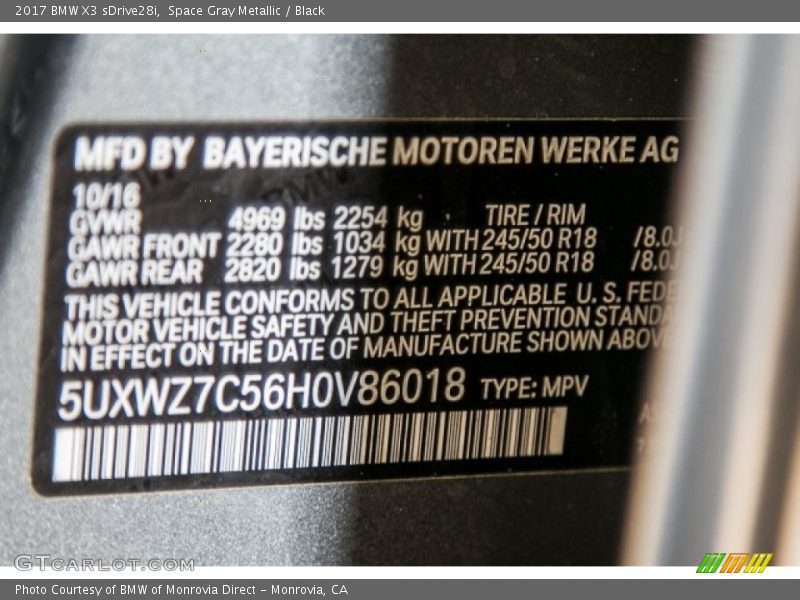 2017 BMW X3 sDrive28i, Space Gray Metallic / Black
MFD BY BAYERISCHE MOTOREN WERKE AG
10/16
GVWR 4969 lbs 2254 kg TIRE / RIM
GAWR FRONT 2280 lbs 1034 kg WITH 245/50 R18 /8.0J
GAWR REAR 2820 lbs 1279 kg WITH 245/50 R18 /8.0J
THIS VEHICLE CONFORMS TO ALL APPLICABLE U. S. FEDE
MOTOR VEHICLE SAFETY AND THEFT PREVENTION STANDA
IN EFFECT ON THE DATE OF MANUFACTURE SHOWN ABOVE
5UXWZ7C56H0V86018 TYPE: MPV
GTCARLOT.COM
Photo Courtesy of BMW of Monrovia Direct - Monrovia, CA